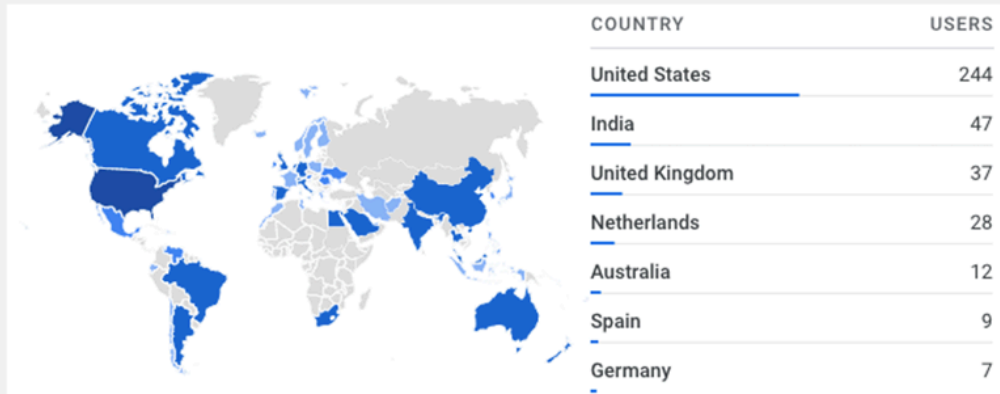 COUNTRY USERS
United States 244
India 47
United Kingdom 37
Netherlands 28
Australia 12
Spain 9
Germany 7